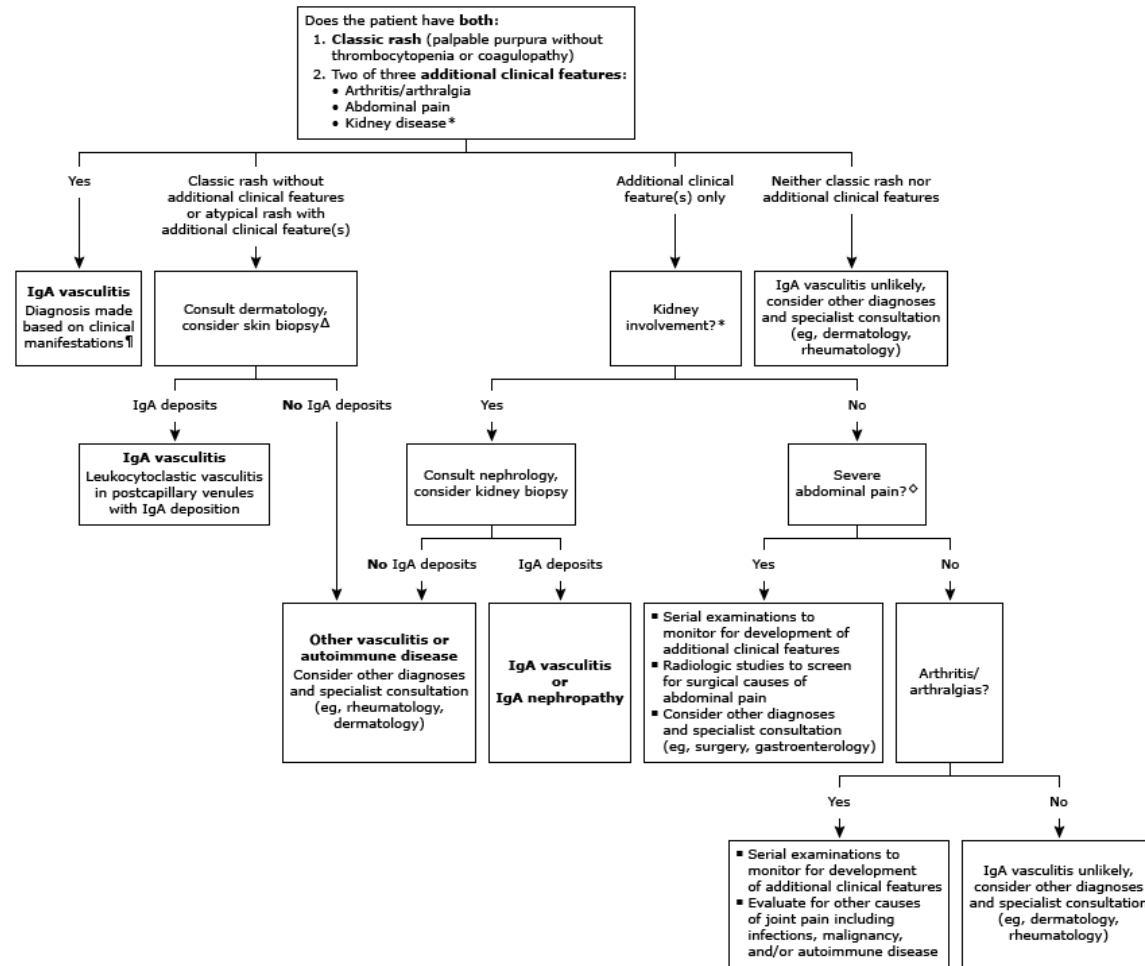 Does the patient have both:
1. Classic rash (palpable purpura without
thrombocytopenia or coagulopathy)
2. Two of three additional clinical features:
• Arthritis/arthralgia
• Abdominal pain
• Kidney disease*
Yes
Classic rash without
additional clinical features
or atypical rash with
additional clinical feature(s)
Additional clinical
feature(s) only
Neither classic rash nor
additional clinical features
IgA vasculitis
Diagnosis made
based on clinical
manifestations¶
Consult dermatology,
consider skin biopsyΔ
Kidney
involvement?*
IgA vasculitis unlikely,
consider other diagnoses
and specialist consultation
(eg, dermatology,
rheumatology)
IgA deposits
No IgA deposits
Yes
No
IgA vasculitis
Leukocytoclastic vasculitis
in postcapillary venules
with IgA deposition
Consult nephrology,
consider kidney biopsy
Severe
abdominal pain?◇
No IgA deposits
IgA deposits
Yes
No
Other vasculitis or
autoimmune disease
Consider other diagnoses
and specialist consultation
(eg, rheumatology,
dermatology)
IgA vasculitis
or
IgA nephropathy
▪ Serial examinations to
monitor for development of
additional clinical features
▪ Radiologic studies to screen
for surgical causes of
abdominal pain
▪ Consider other diagnoses
and specialist consultation
(eg, surgery, gastroenterology)
Arthritis/
arthralgias?
Yes
No
▪ Serial examinations to
monitor for development
of additional clinical features
▪ Evaluate for other causes
of joint pain including
infections, malignancy,
and/or autoimmune disease
IgA vasculitis unlikely,
consider other diagnoses
and specialist consultation
(eg, dermatology,
rheumatology)